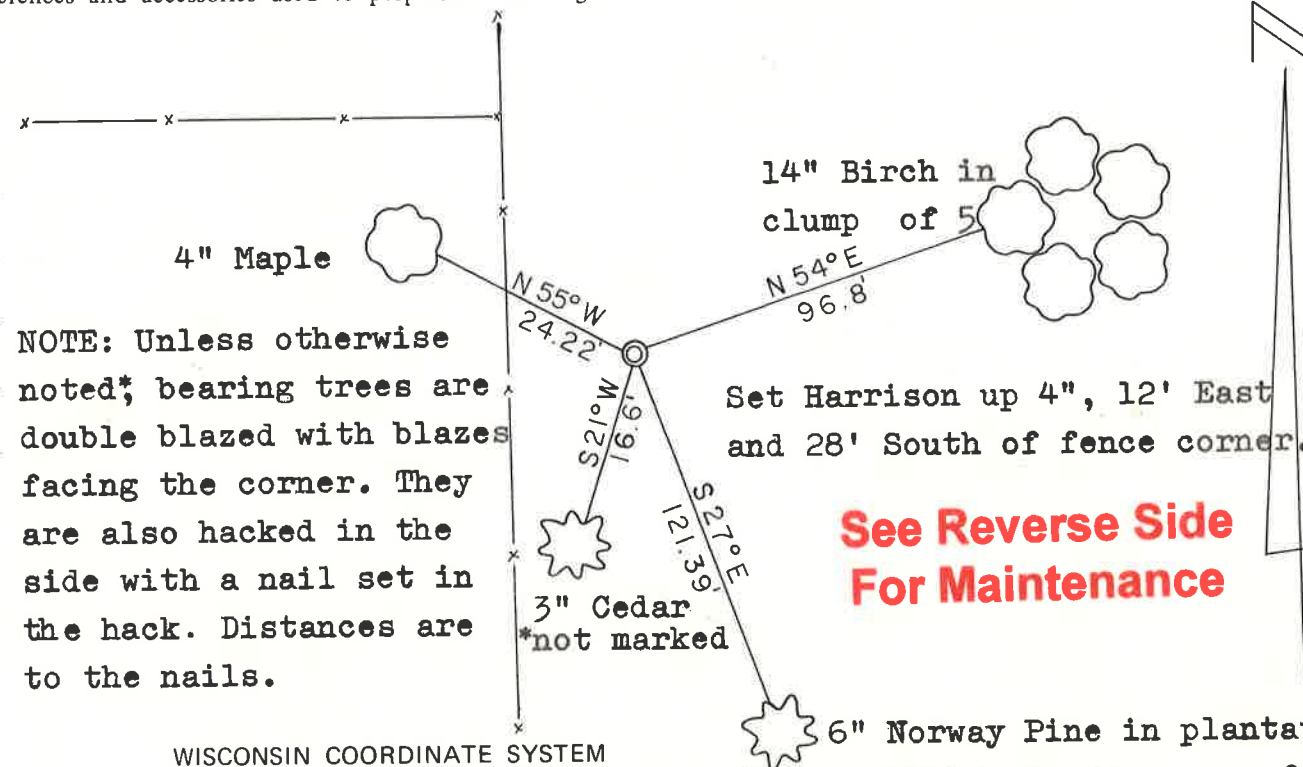 14" Birch in
clump of 5
4" Maple
N 55° W
24.22'
N 54° E
96.8'
NOTE: Unless otherwise
noted*, bearing trees are
double blazed with blazes
facing the corner. They
are also hacked in the
side with a nail set in
the hack. Distances are
to the nails.
Set Harrison up 4", 12' East
and 28' South of fence corner.
S21°W
16.6'
S 27° E
121.39'
See Reverse Side
For Maintenance
3" Cedar
*not marked
6" Norway Pine in planta
WISCONSIN COORDINATE SYSTEM